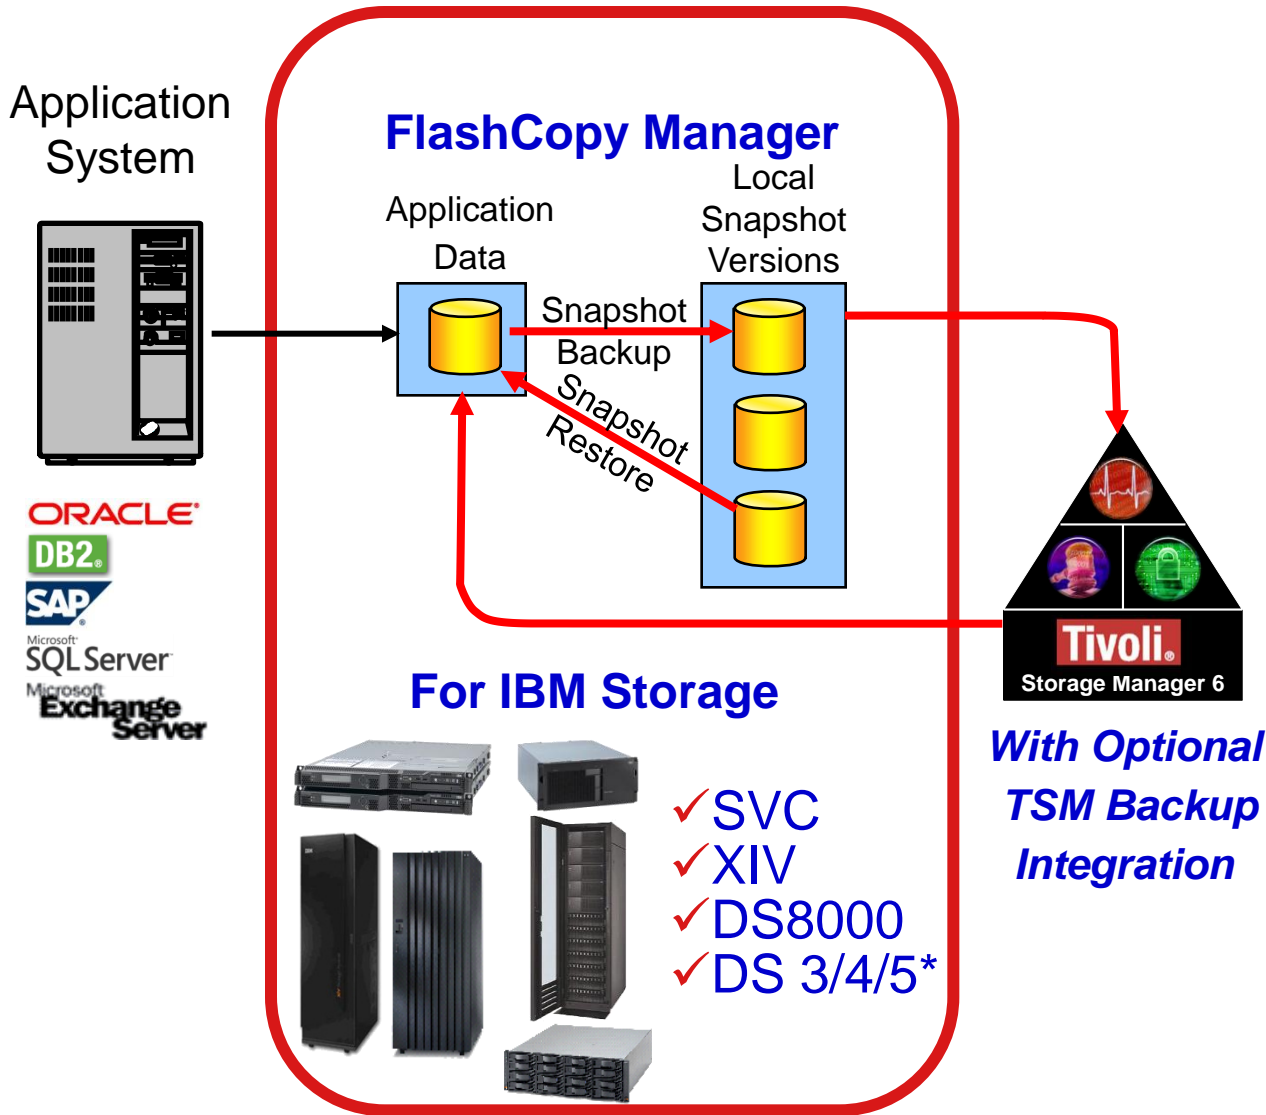 Application
System
FlashCopy Manager
Application
Data
Local
Snapshot
Versions
Snapshot
Backup
Snapshot
Restore
ORACLE®
DB2®
SAP®
Microsoft®
SQL Server™
Microsoft
Exchange
Server
Tivoli®
Storage Manager 6
With Optional
TSM Backup
Integration
For IBM Storage
✓SVC
✓XIV
✓DS8000
✓DS 3/4/5*